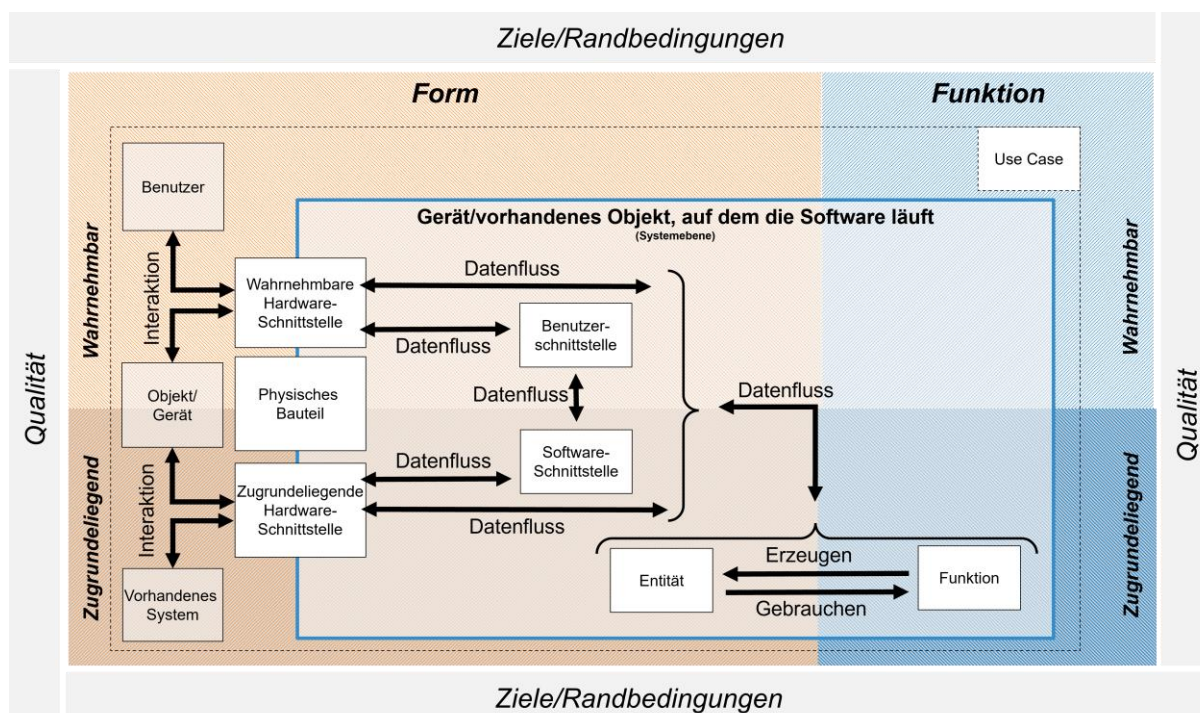 Ziele/Randbedingungen
Qualität
Form
Funktion
Wahrnehmbar
Zugrundeliegend
Benutzer
Use Case
Gerät/vorhandenes Objekt, auf dem die Software läuft
(Systemebene)
Interaktion
Wahrnehmbare
Hardware-
Schnittstelle
Datenfluss
Datenfluss
Benutzer-
schnittstelle
Objekt/
Gerät
Physisches
Bauteil
Datenfluss
Datenfluss
Software-
Schnittstelle
Datenfluss
Interaktion
Zugrundeliegende
Hardware-
Schnittstelle
Datenfluss
Vorhandenes
System
Entität
Erzeugen
Gebrauchen
Funktion
Wahrnehmbar
Zugrundeliegend
Qualität
Ziele/Randbedingungen